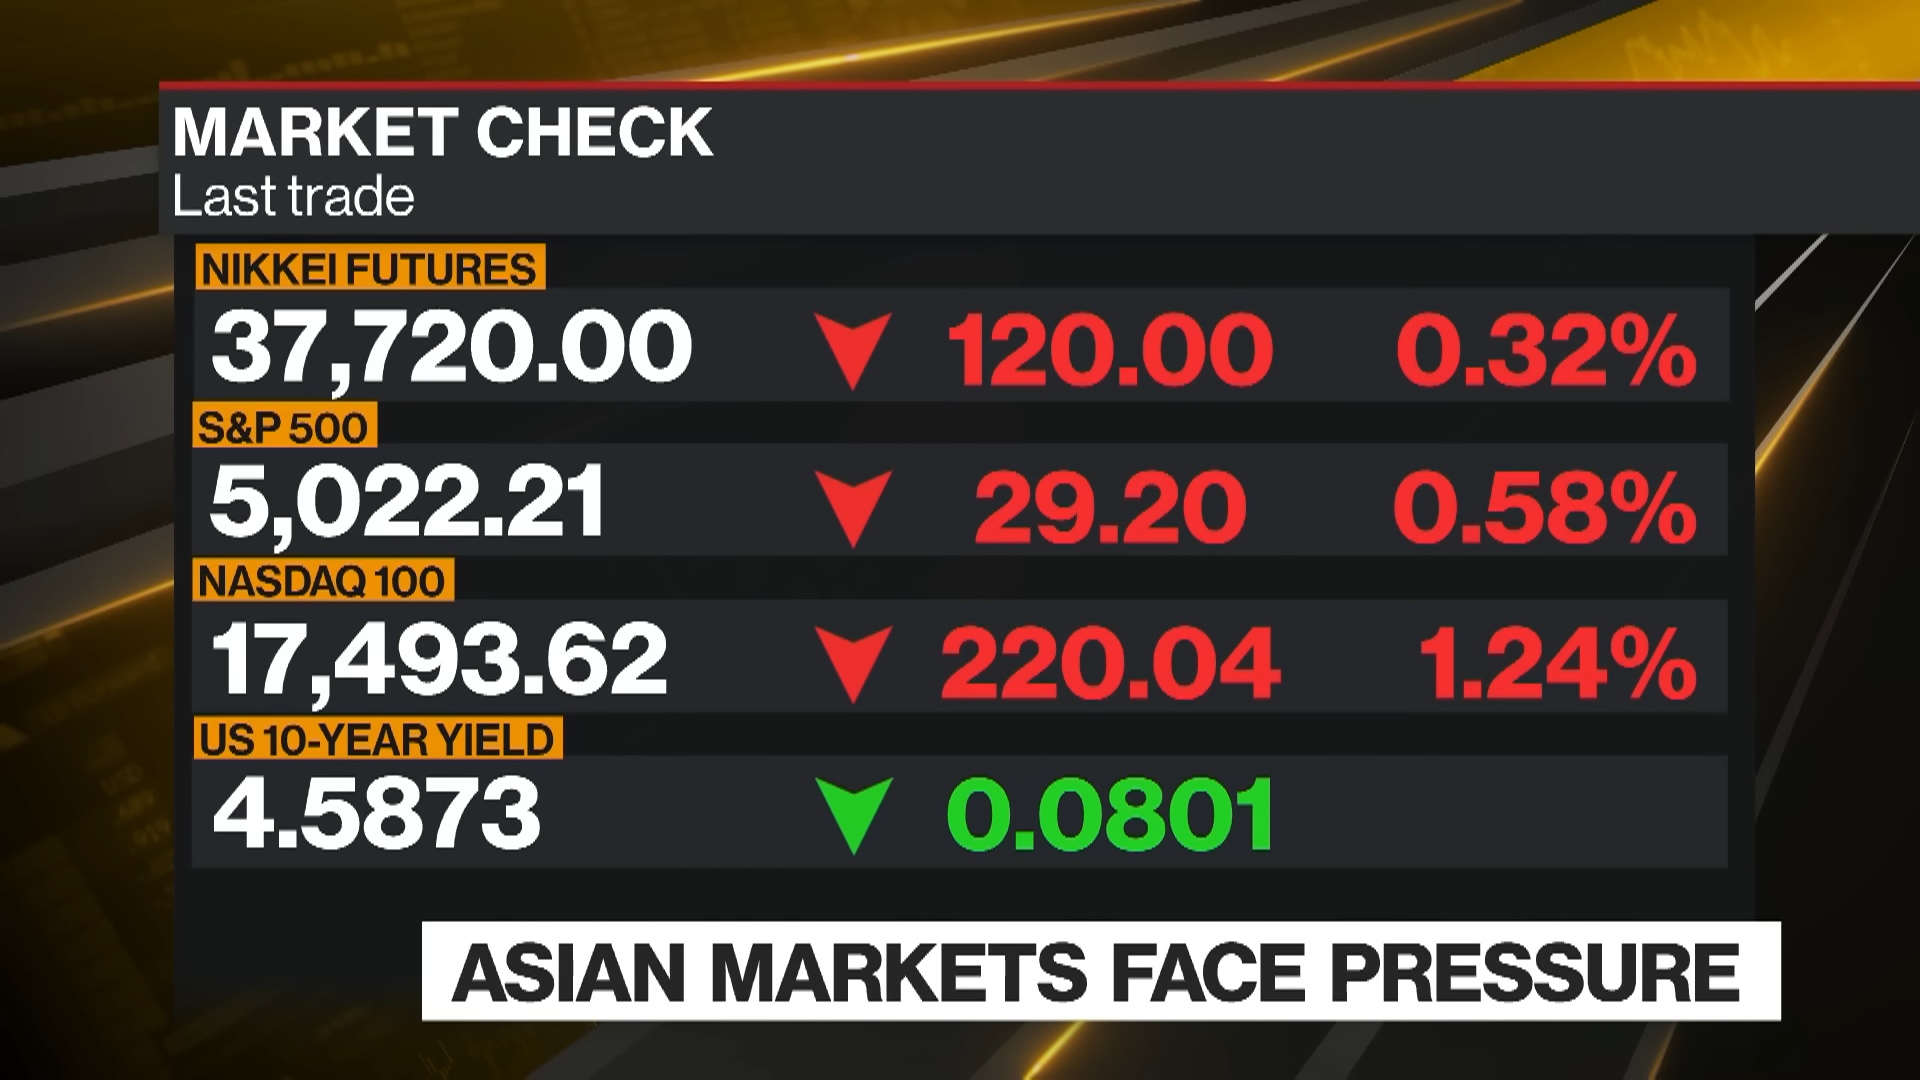 MARKET CHECK
Last trade
NIKKEI FUTURES
37,720.00 120.00 0.32%
S&P 500
5,022.21 29.20 0.58%
NASDAQ 100
17,493.62 220.04 1.24%
US 10-YEAR YIELD
4.5873 0.0801
ASIAN MARKETS FACE PRESSURE